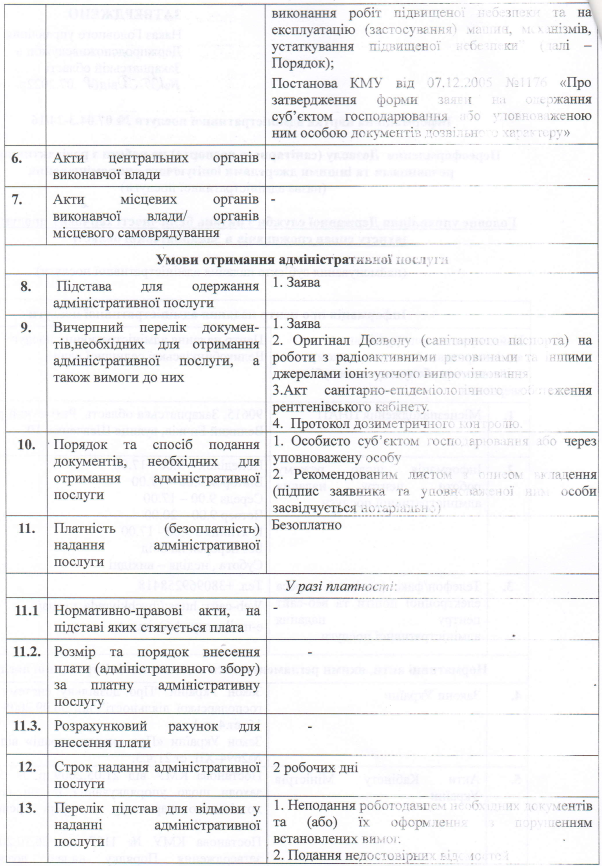 виконання робіт підвищеної небезпеки та на
експлуатацію (застосування) машин, механізмів,
устаткування підвищеної небезпеки" (далі –
Порядок);
Постанова КМУ від 07.12.2005 №1176 «Про
затвердження форми заяви на одержання
суб’єктом господарювання або уповноваженою
ним особою документів дозвільного характеру»
6. Акти центральних органів -
виконавчої влади
7. Акти місцевих органів -
виконавчої влади/ органів
місцевого самоврядування
Умови отримання адміністративної послуги
8. Підстава для одержання 1. Заява
адміністративної послуги
9. Вичерпний перелік докумен-
тів,необхідних для отримання
адміністративної послуги, а
також вимоги до них
1. Заява
2. Оригінал Дозволу (санітарного паспорта) на
роботи з радіоактивними речовинами та іншими
джерелами іонізуючого випромінювання.
3.Акт санітарно-епідеміологічного обстеження
рентгенівського кабінету.
4. Протокол дозиметричного контролю.
10. Порядок та спосіб подання
документів, необхідних для
отримання адміністративної
послуги
1. Особисто суб’єктом господарювання або через
уповноважену особу
2. Рекомендованим листом з описом вкладення
(підпис заявника та уповноваженої ним особи
засвідчується нотаріально)
11. Платність (безоплатність)
надання адміністративної
послуги
Безоплатно
У разі платності:
11.1 Нормативно-правові акти, на -
підставі яких стягується плата
11.2. Розмір та порядок внесення -
плати (адміністративного збору)
за платну адміністративну
послугу
11.3. Розрахунковий рахунок для -
внесення плати
12. Строк надання адміністративної 2 робочих дні
послуги
13. Перелік підстав для відмови у
наданні адміністративної
послуги
1. Неподання роботодавцем необхідних документів
та (або) їх оформлення з порушенням
встановлених вимог.
2. Подання недостовірних відомостей